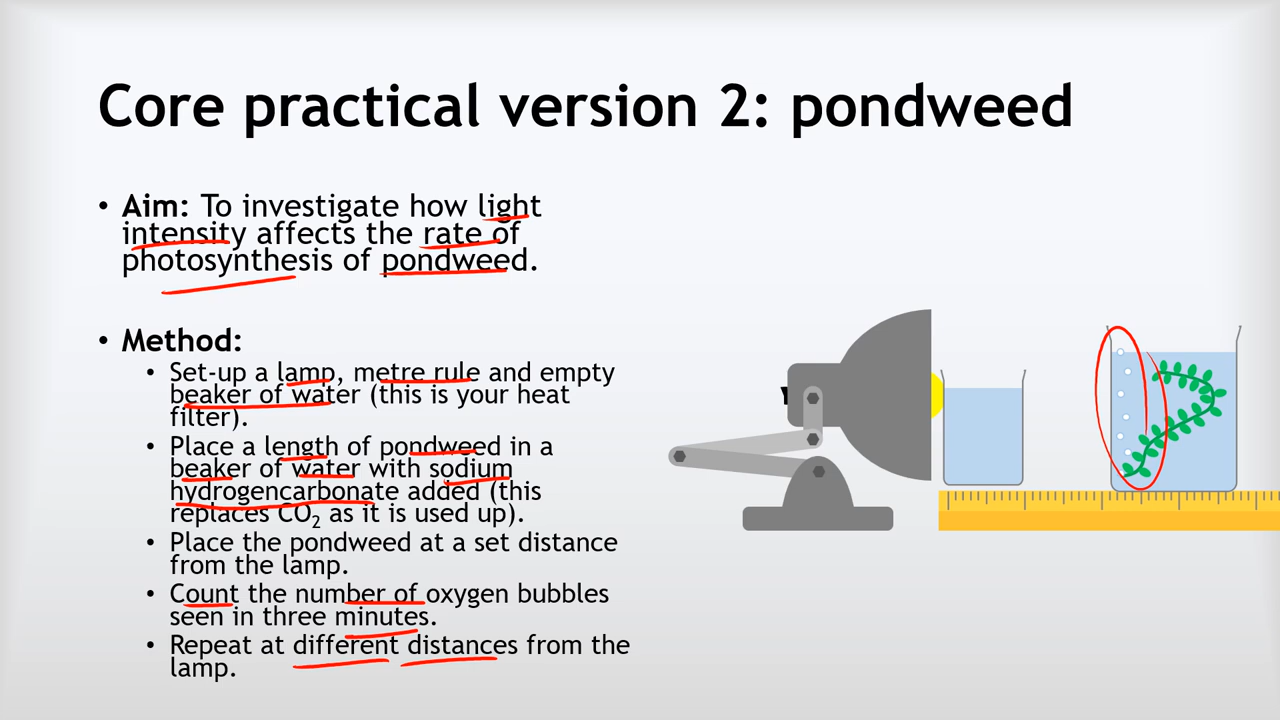 Core practical version 2: pondweed
• Aim: To investigate how light
intensity affects the rate of
photosynthesis of pondweed.
• Method:
• Set-up a lamp, metre rule and empty
beaker of water (this is your heat
filter).
• Place a length of pondweed in a
beaker of water with sodium
hydrogencarbonate added (this
replaces CO₂ as it is used up).
• Place the pondweed at a set distance
from the lamp.
• Count the number of oxygen bubbles
seen in three minutes.
• Repeat at different distances from the
lamp.